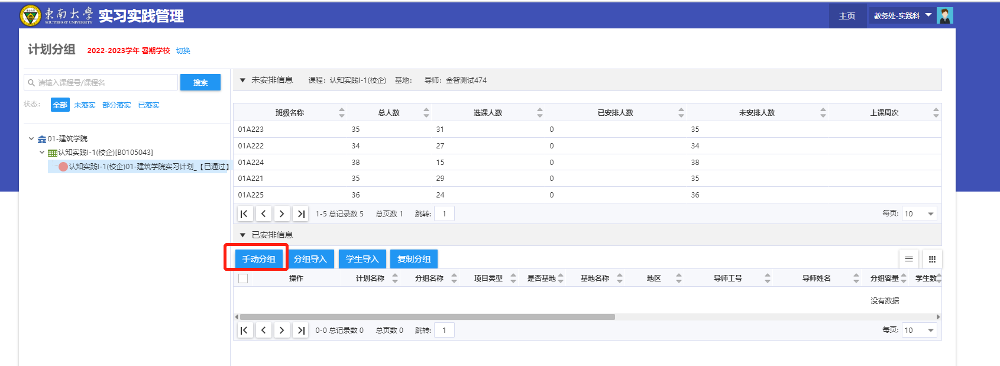 東南大學 SOUTHEAST UNIVERSITY 实习实践管理 主页 教务处-实践科
计划分组 2022-2023学年 暑期学校 切换
请输入课程号/课程名 搜索
状态: 全部 未落实 部分落实 已落实
01-建筑学院
认知实践I-1(校企)[B0105043]
认知实践I-1(校企)01-建筑学院实习计划_【已通过】
未安排信息 课程: 认知实践I-1(校企) 基地: 导师: 金智测试474
班级名称 总人数 选课人数 已安排人数 未安排人数 上课周次
01A223 35 31 0 35
01A222 34 27 0 34
01A224 38 15 0 38
01A221 35 29 0 35
01A225 36 24 0 36
1-5 总记录数 5 总页数 1 跳转: 1 每页: 10
已安排信息
手动分组 分组导入 学生导入 复制分组
操作 计划名称 分组名称 项目类型 是否基地 基地名称 地区 导师工号 导师姓名 分组容量 学生数
没有数据
0-0 总记录数 0 总页数 0 跳转: 1 每页: 10